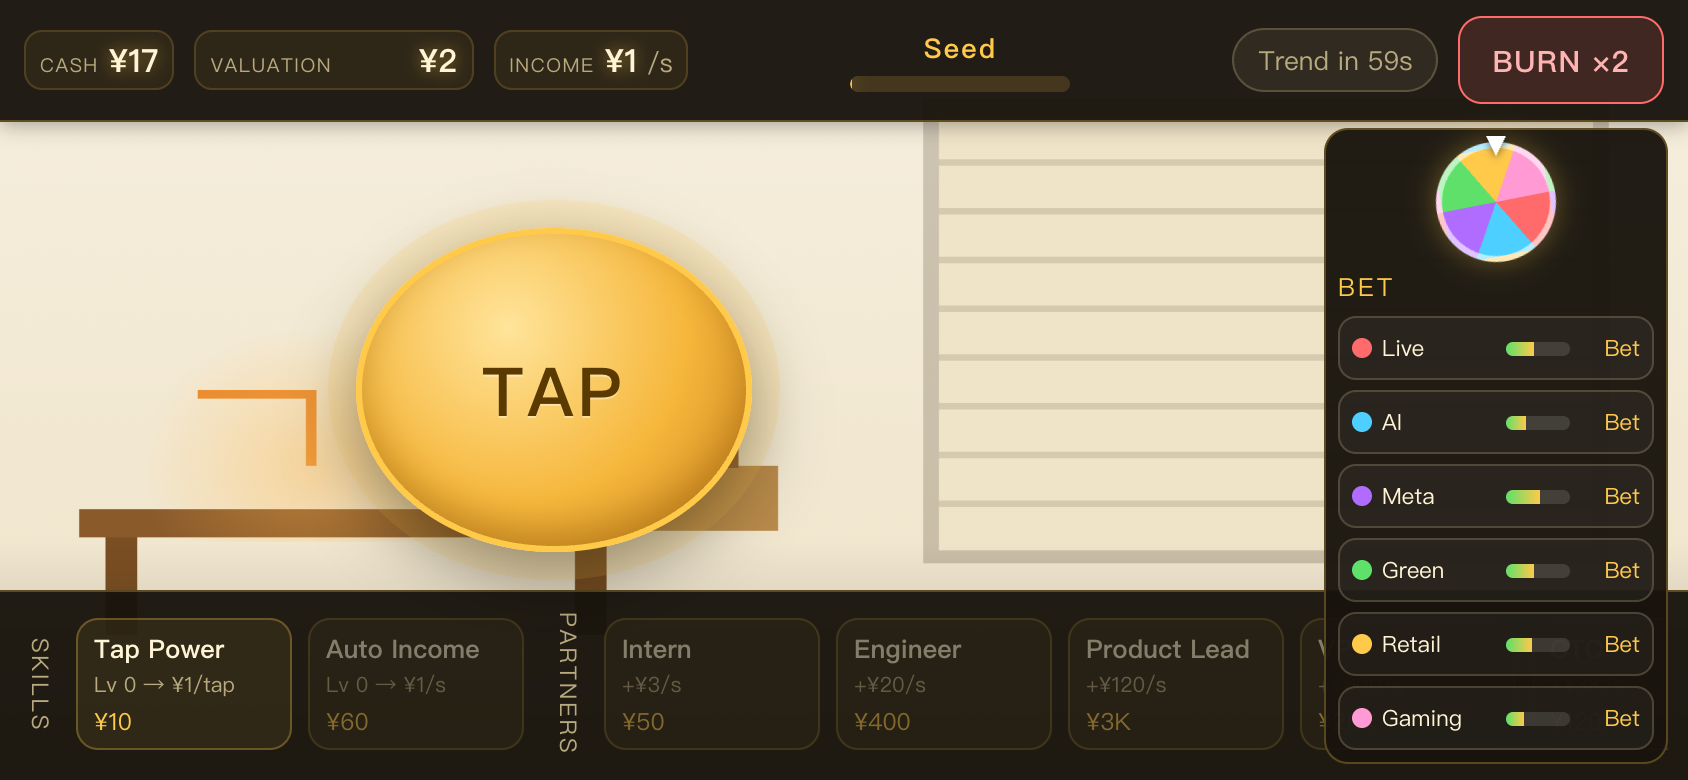 CASH ¥17
VALUATION ¥2
INCOME ¥1 /s
Seed
Trend in 59s
BURN ×2
TAP
BET
Live Bet
AI Bet
Meta Bet
Green Bet
Retail Bet
Gaming Bet
SKILLS
Tap Power
Lv 0 → ¥1/tap
¥10
Auto Income
Lv 0 → ¥1/s
¥60
PARTNERS
Intern
+¥3/s
¥50
Engineer
+¥20/s
¥400
Product Lead
+¥120/s
¥3K